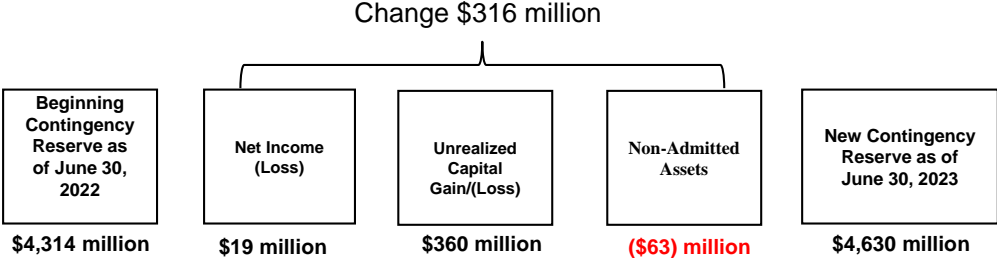 Change $316 million
Beginning
Contingency
Reserve as
of June 30,
2022
Net Income
(Loss)
Unrealized
Capital
Gain/(Loss)
Non-Admitted
Assets
New Contingency
Reserve as of
June 30, 2023
$4,314 million
$19 million
$360 million
($63) million
$4,630 million